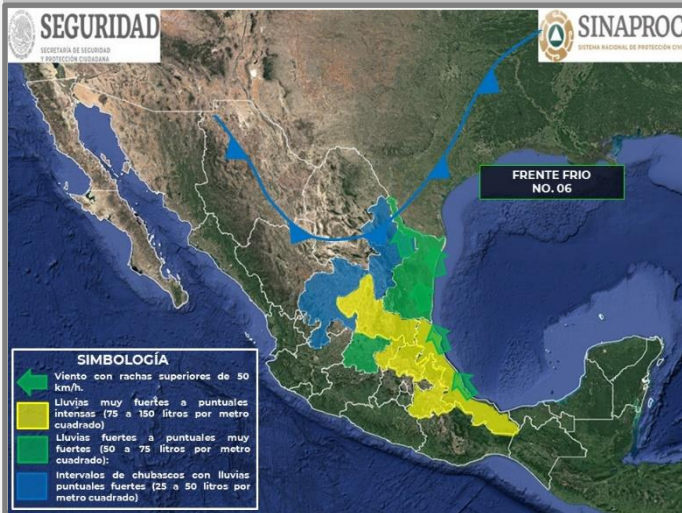 SEGURIDAD
SECRETARÍA DE SEGURIDAD
Y PROTECCIÓN CIUDADANA
SINAPROC
SISTEMA NACIONAL DE PROTECCIÓN CIVI
FRENTE FRIO
NO. 06
SIMBOLOGÍA
Viento con rachas superiores de 50
km/h.
Lluvias muy fuertes a puntuales
intensas (75 a 150 litros por metro
cuadrado)
Lluvias fuertes a puntuales muy
fuertes (50 a 75 litros por metro
cuadrado):
Intervalos de chubascos con lluvias
puntuales fuertes (25 a 50 litros por
metro cuadrado)